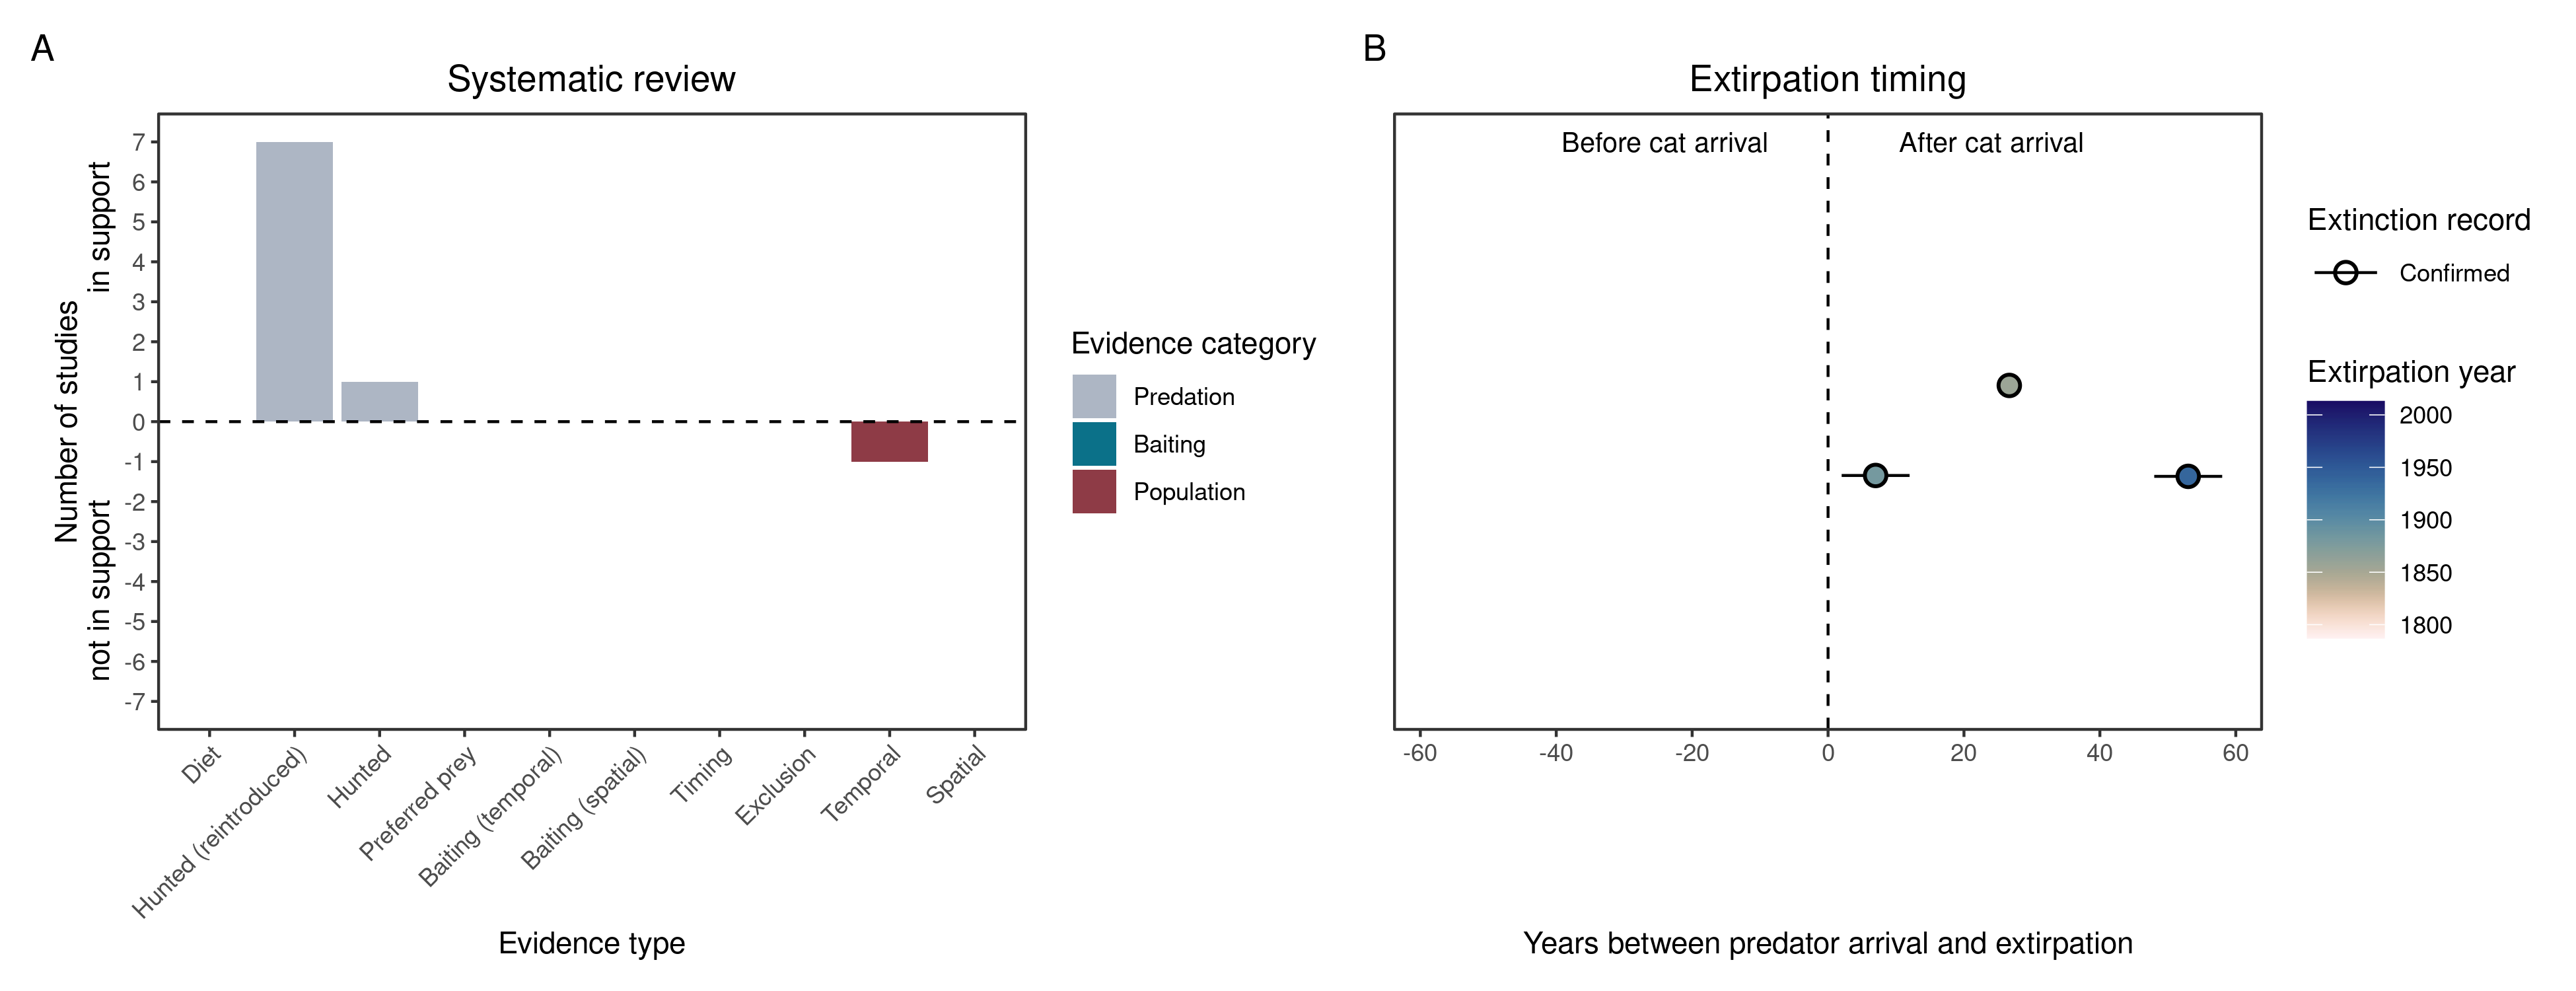 A
Systematic review
Number of studies
in support
not in support
7
6
5
4
3
2
1
0
-1
-2
-3
-4
-5
-6
-7
Diet
Hunted (reintroduced)
Hunted
Preferred prey
Baiting (temporal)
Baiting (spatial)
Timing
Exclusion
Temporal
Spatial
Evidence type
Evidence category
Predation
Baiting
Population
B
Extirpation timing
Before cat arrival
After cat arrival
-60
-40
-20
0
20
40
60
Years between predator arrival and extirpation
Extinction record
Confirmed
Extirpation year
2000
1950
1900
1850
1800